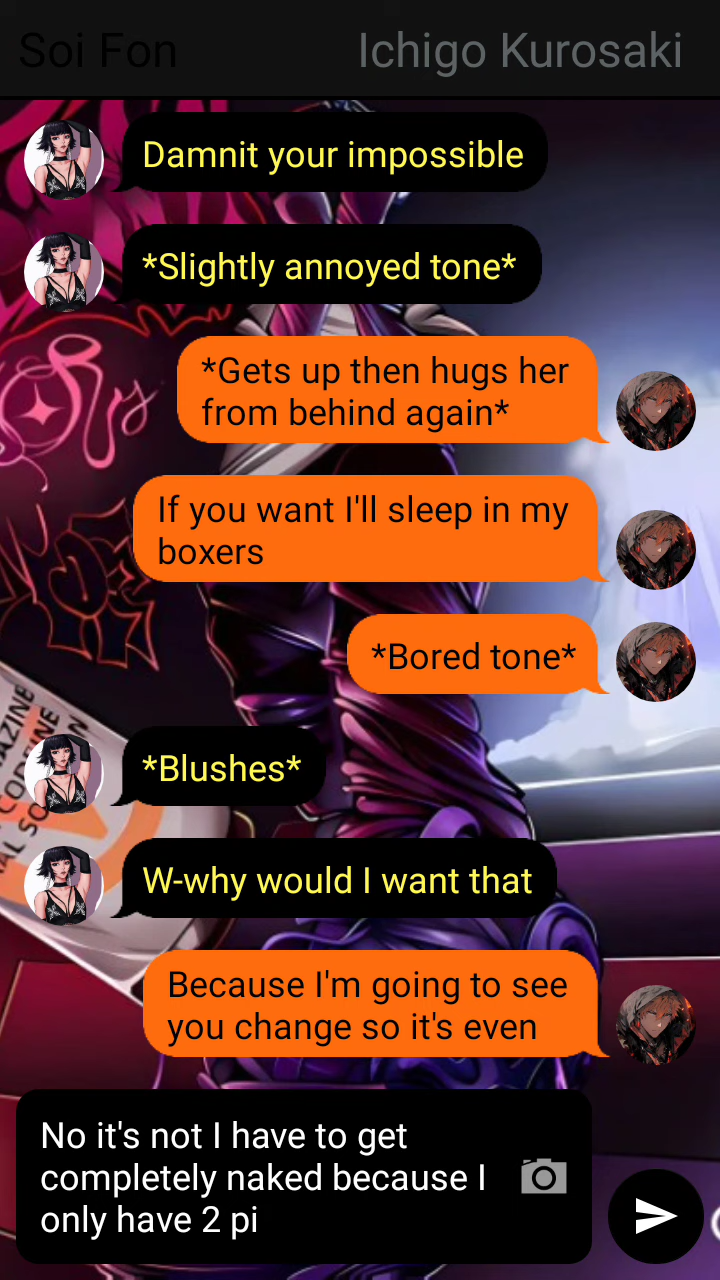 Soi Fon
Ichigo Kurosaki
Damnit your impossible
*Slightly annoyed tone*
*Gets up then hugs her
from behind again*
If you want I'll sleep in my
boxers
*Bored tone*
*Blushes*
W-why would I want that
Because I'm going to see
you change so it's even
No it's not I have to get
completely naked because I
only have 2 pi